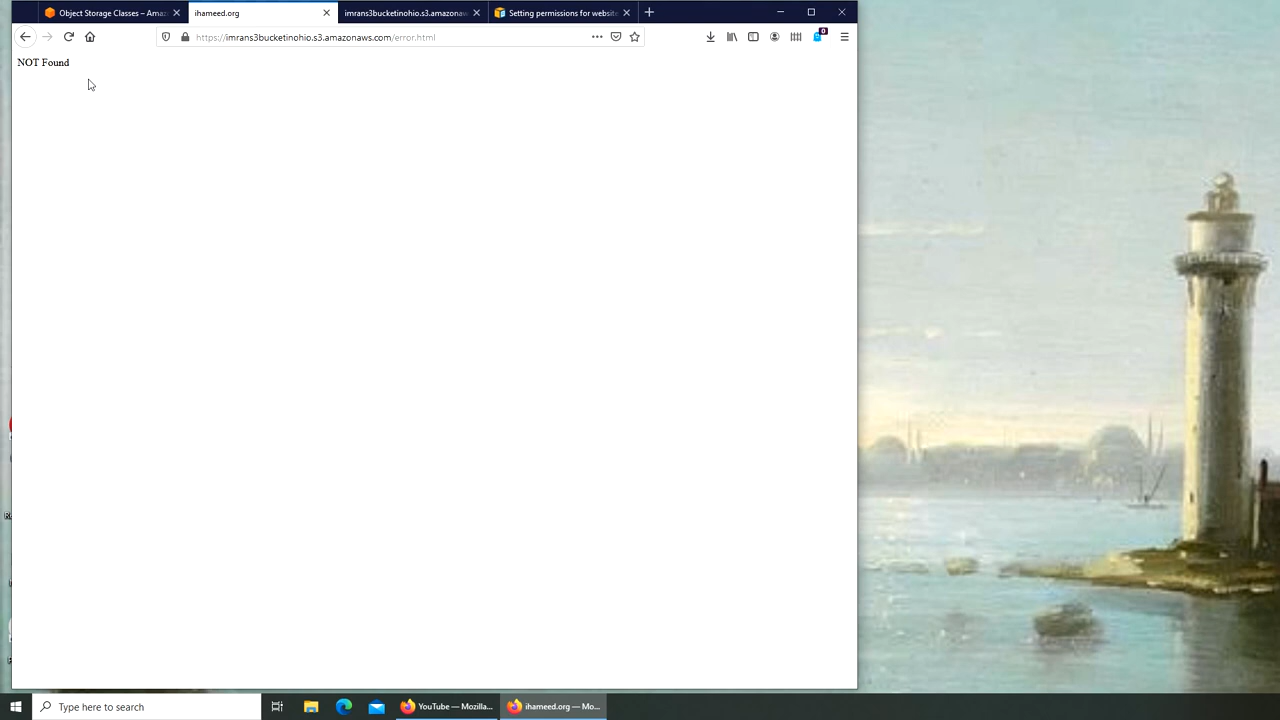 Object Storage Classes – Amaz
ihameed.org
imrans3bucketinohio.s3.amazonaw
Setting permissions for website
https://imrans3bucketinohio.s3.amazonaws.com/error.html
0
NOT Found
Type here to search
YouTube — Mozilla...
ihameed.org — Mo...